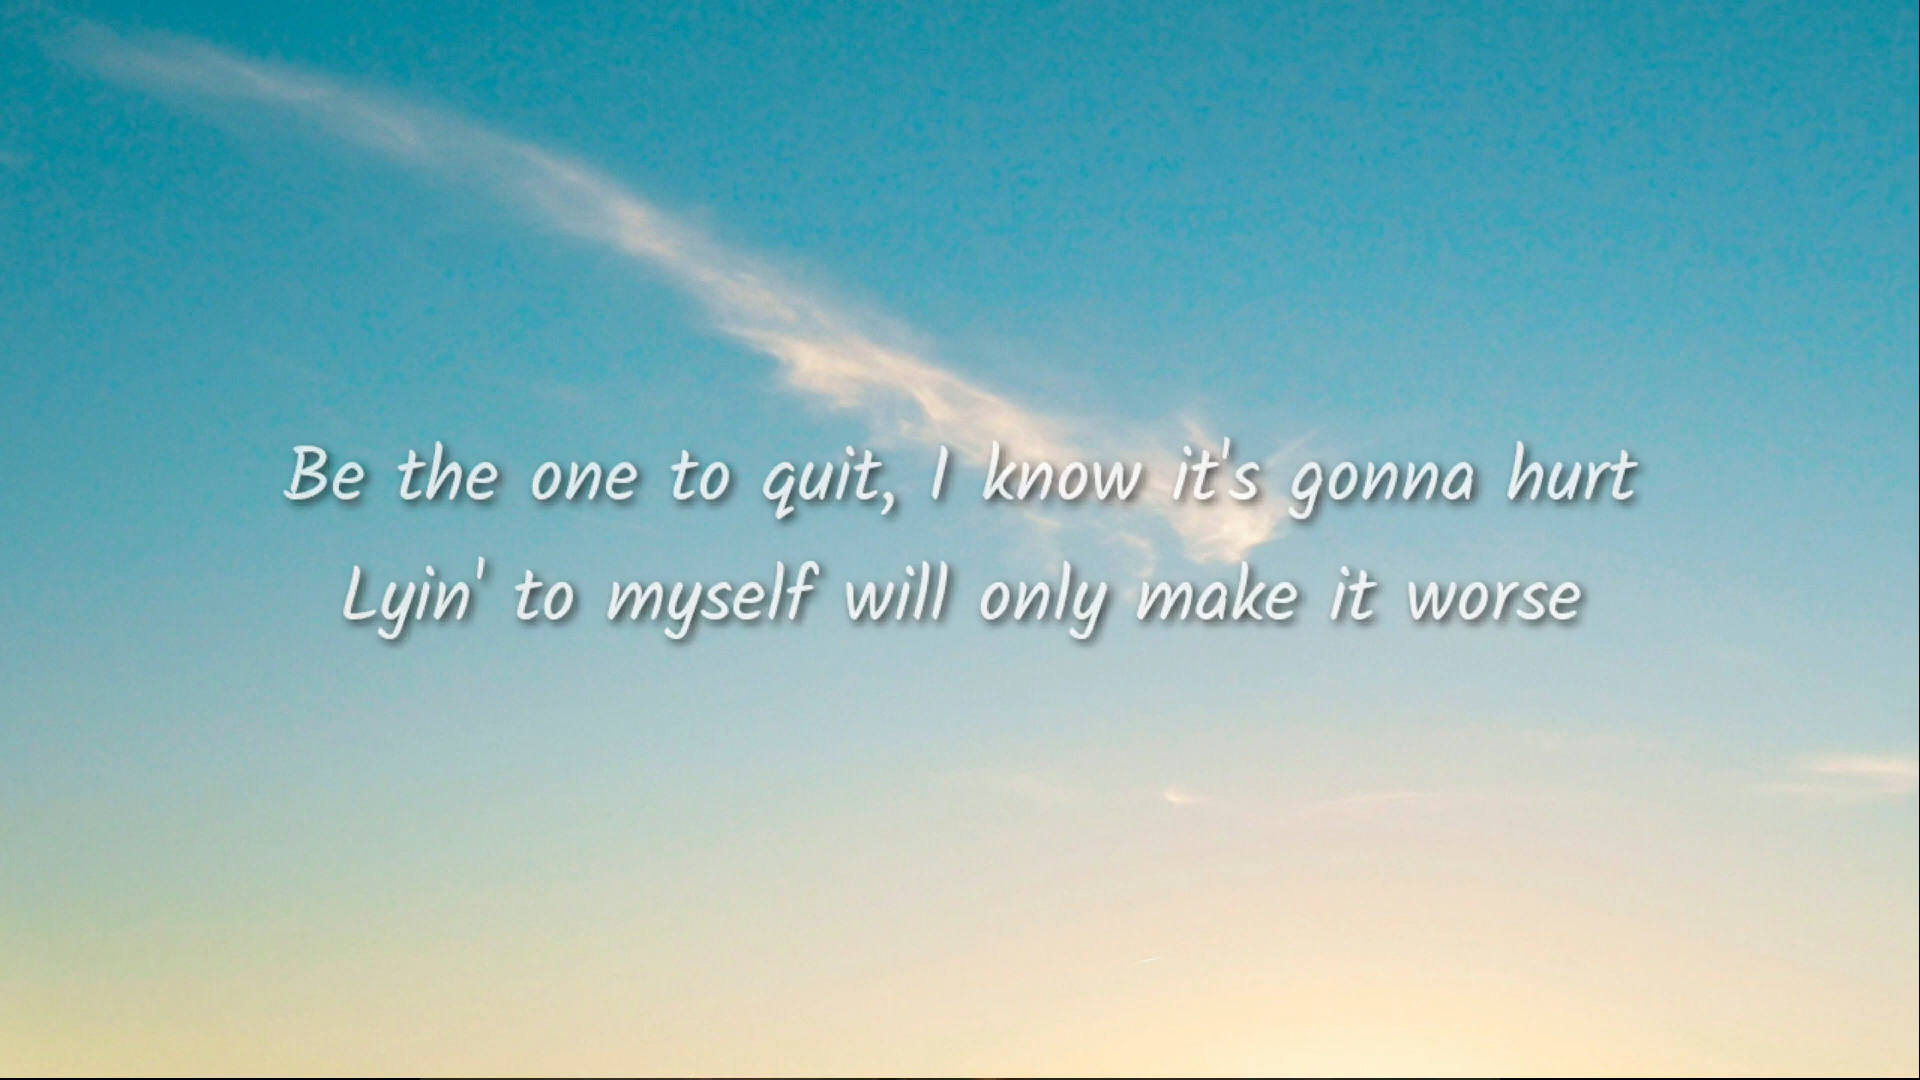 Be the one to quit, I know it's gonna hurt
Lyin' to myself will only make it worse